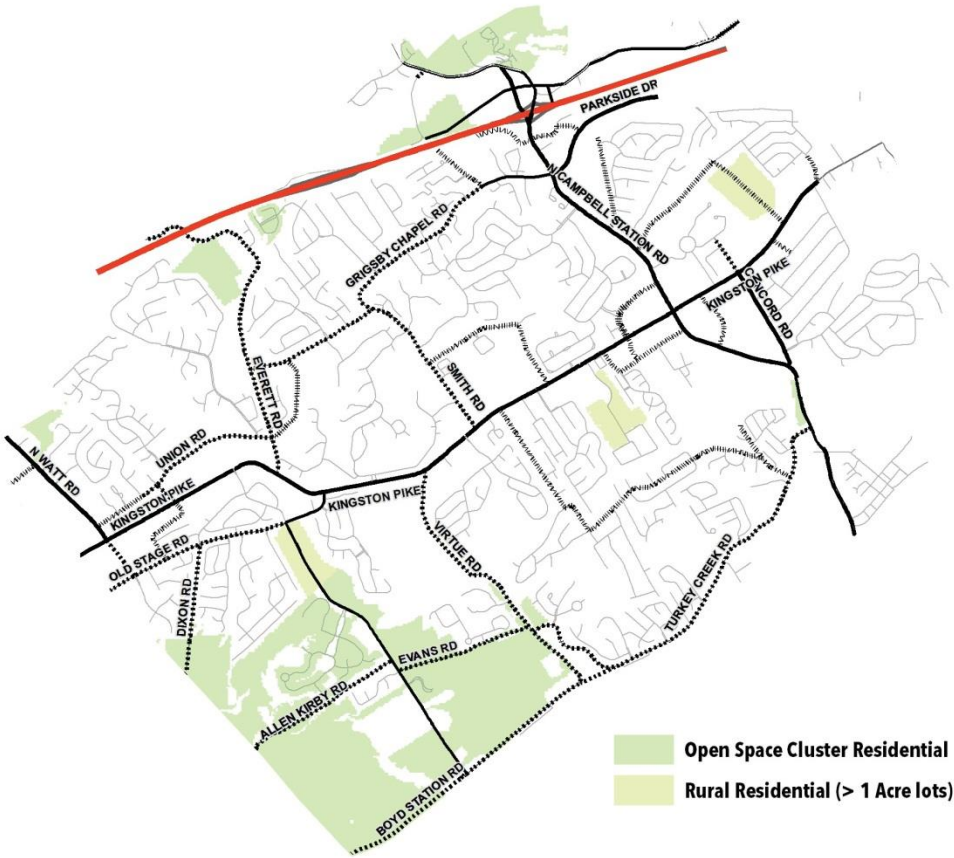 PARKSIDE DR
N CAMPBELL STATION RD
GRIGSBY CHAPEL RD
KINGSTON PIKE
CONCORD RD
EVERETT RD
SMITH RD
UNION RD
N WATT RD
KINGSTON PIKE
KINGSTON PIKE
OLD STAGE RD
VIRTUE RD
DIXON RD
TURKEY CREEK RD
EVANS RD
ALLEN KIRBY RD
BOYD STATION RD
Open Space Cluster Residential
Rural Residential (> 1 Acre lots)